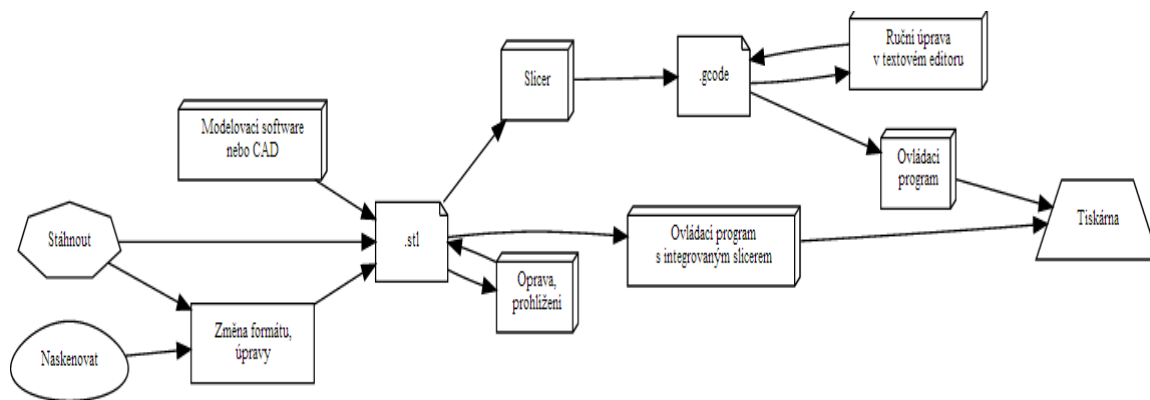 Ruční úprava
v textovém editoru
Slicer
.gcode
Modelovací software
nebo CAD
Ovládací
program
Tiskárna
Stáhnout
.stl
Ovládací program
s integrovaným slicerem
Oprava,
prohlížení
Změna formátu,
úpravy
Naskenovat